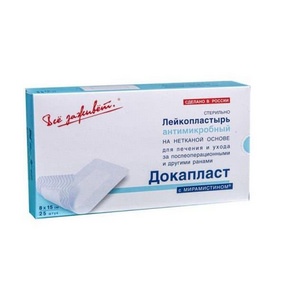 СДЕЛАНО В РОССИИ
Всё заживёт.®
СТЕРИЛЬНО
Лейкопластырь
антимикробный
НА НЕТКАНОЙ ОСНОВЕ
для лечения и ухода
за послеоперационными
и другими ранами
Докапласт
с МИРАМИСТИНОМ®
25 штук